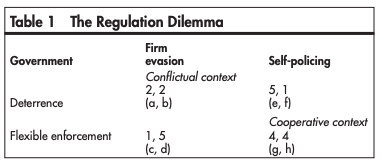 Table 1 The Regulation Dilemma
Firm
Government evasion Self-policing
Conflictual context
2, 2 5, 1
Deterrence (a, b) (e, f)
Cooperative context
Flexible enforcement 1, 5 4, 4
(c, d) (g, h)